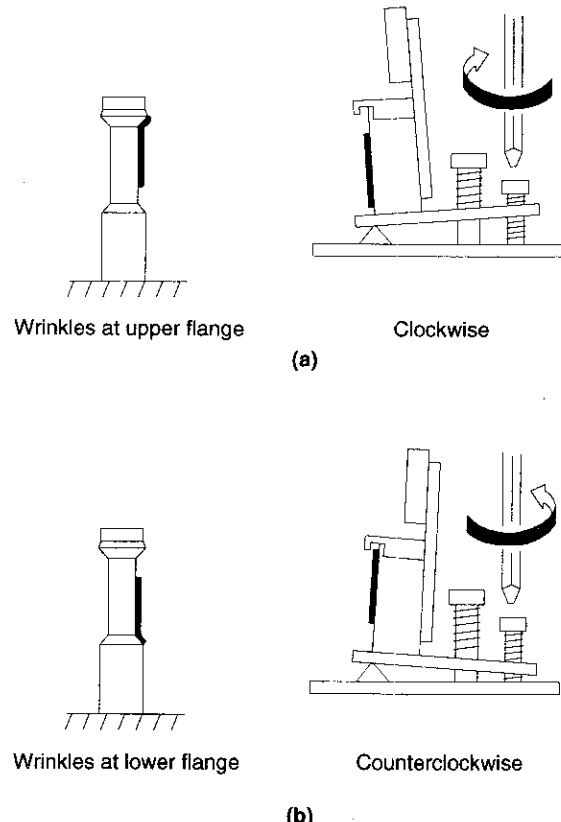 Wrinkles at upper flange
Clockwise
(a)
Wrinkles at lower flange
Counterclockwise
(b)